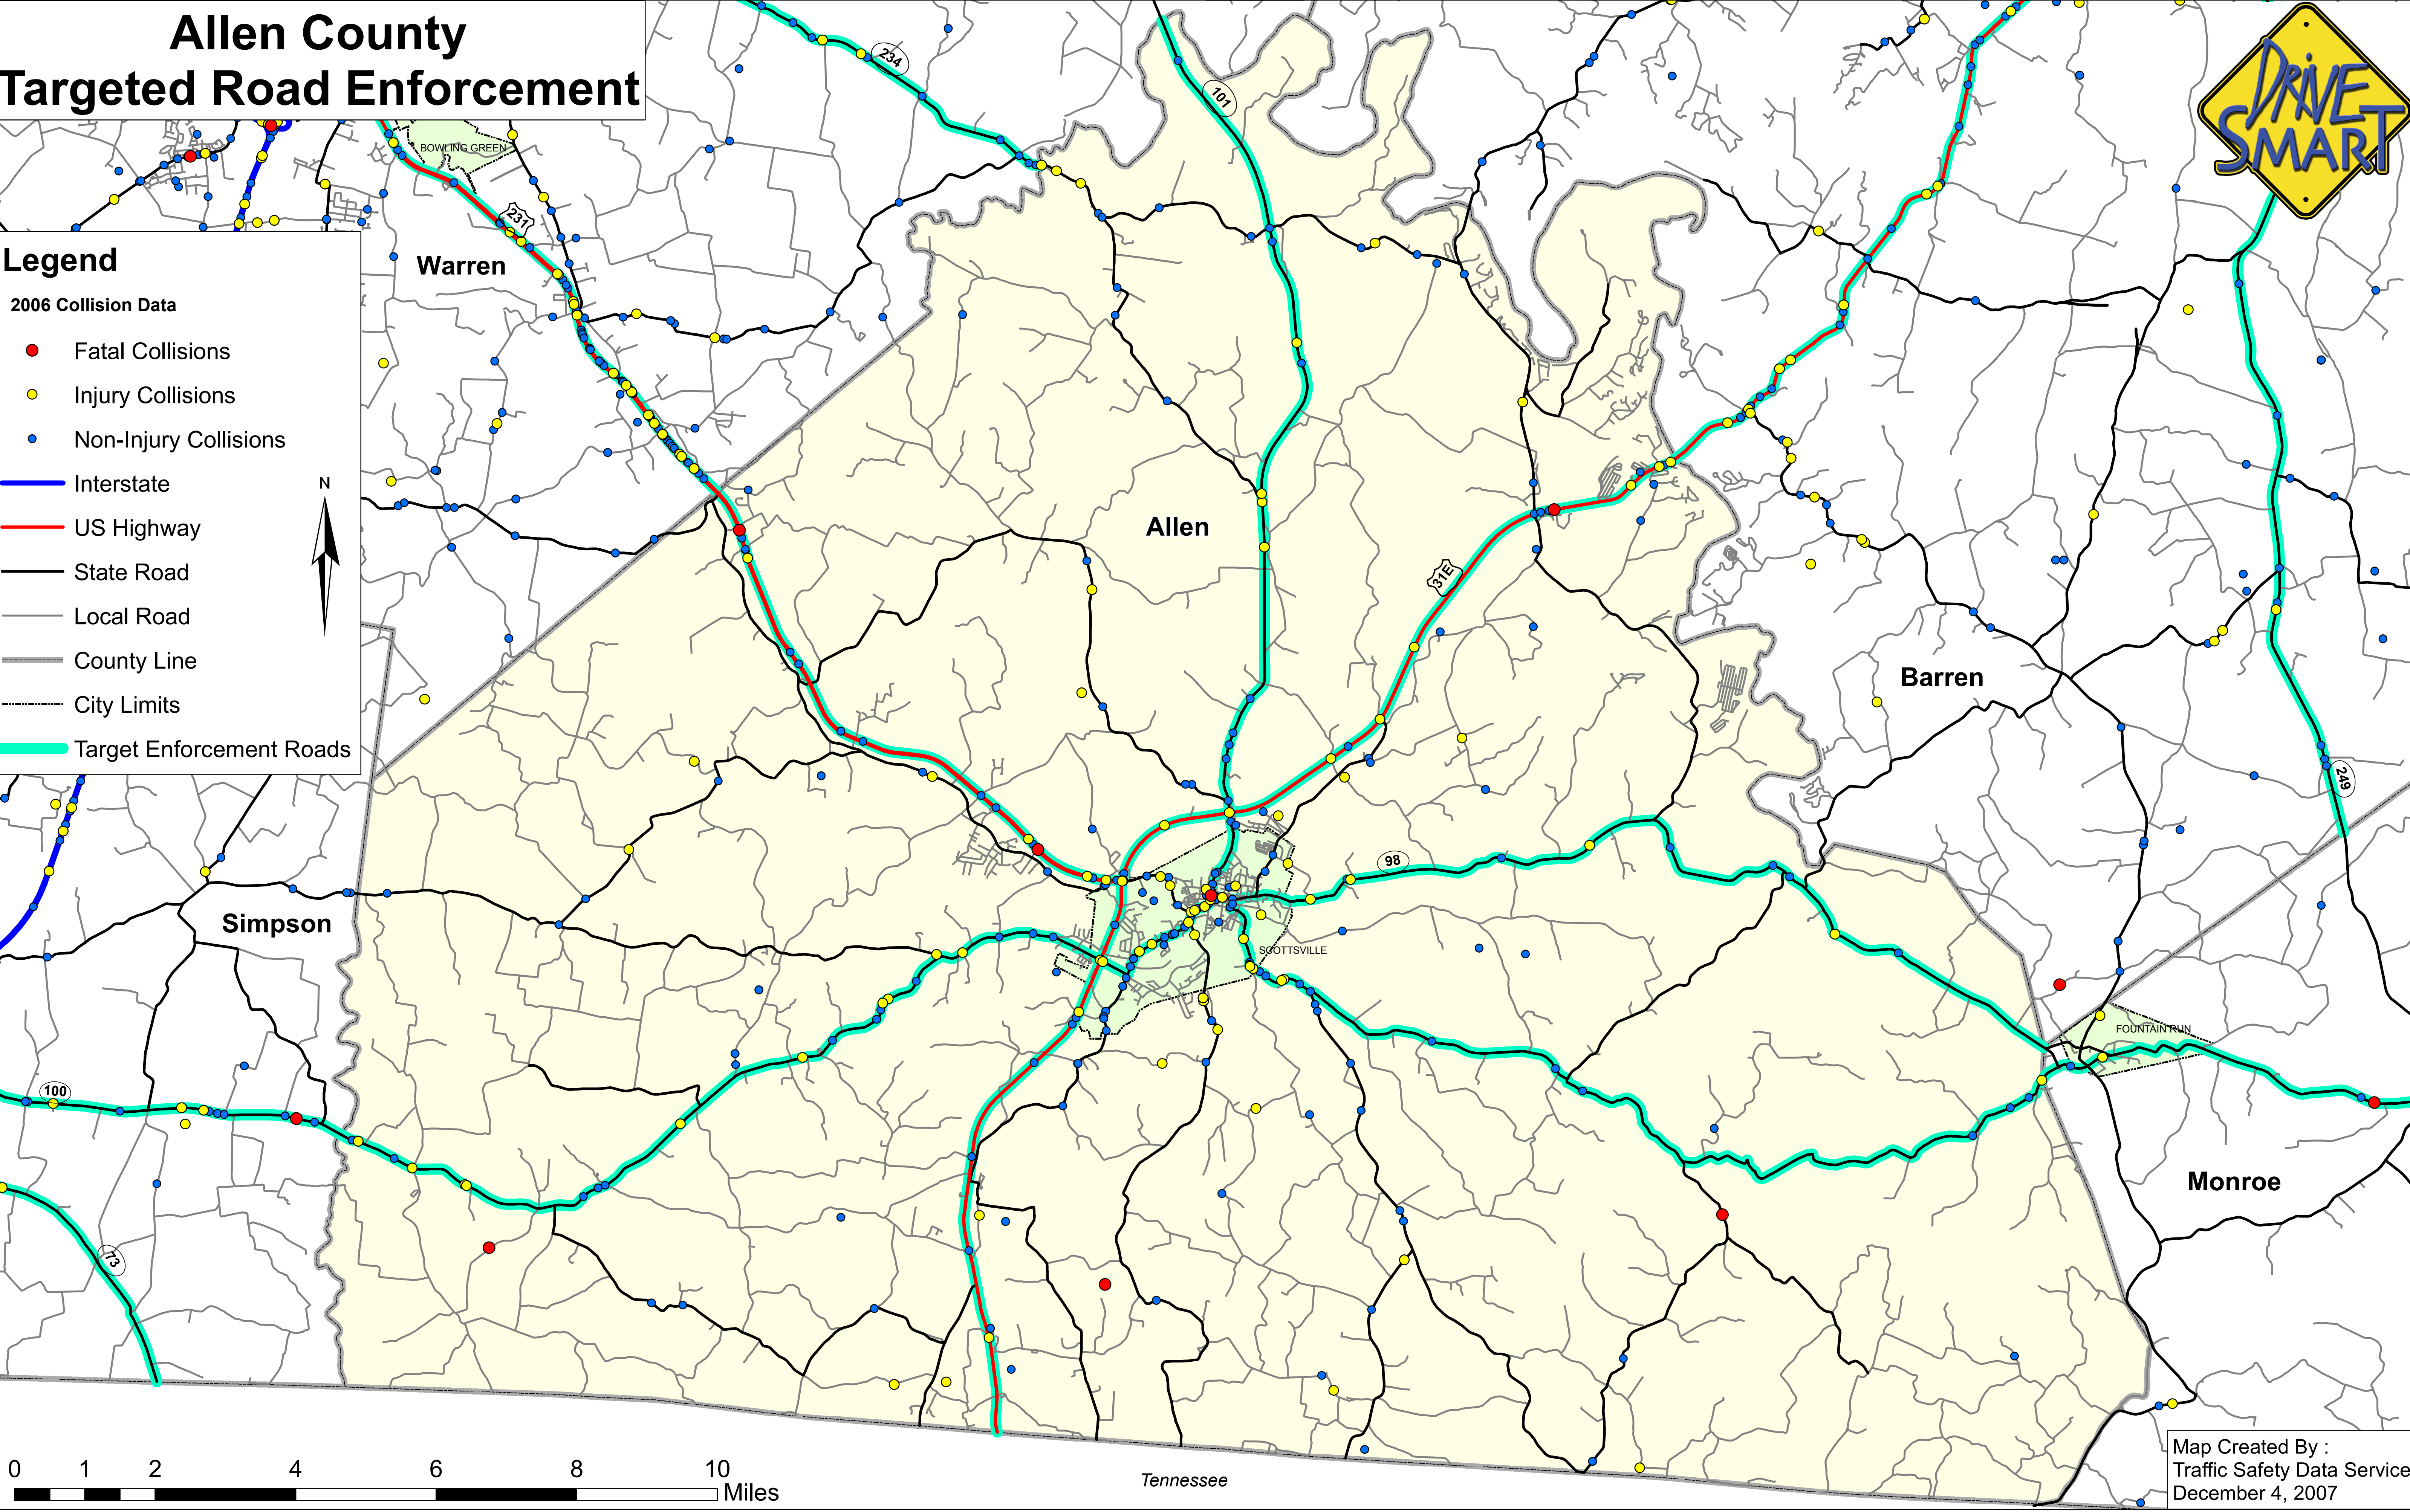 Allen County
Targeted Road Enforcement
DRIVE
SMART
234
101
BOWLING GREEN
231
Warren
Legend
2006 Collision Data
Fatal Collisions
Injury Collisions
Non-Injury Collisions
Interstate
US Highway
State Road
Local Road
County Line
City Limits
Target Enforcement Roads
N
Allen
31E
Barren
249
98
Simpson
SCOTTSVILLE
FOUNTAIN RUN
100
Monroe
73
0 1 2 4 6 8 10
Miles
Tennessee
Map Created By :
Traffic Safety Data Service
December 4, 2007